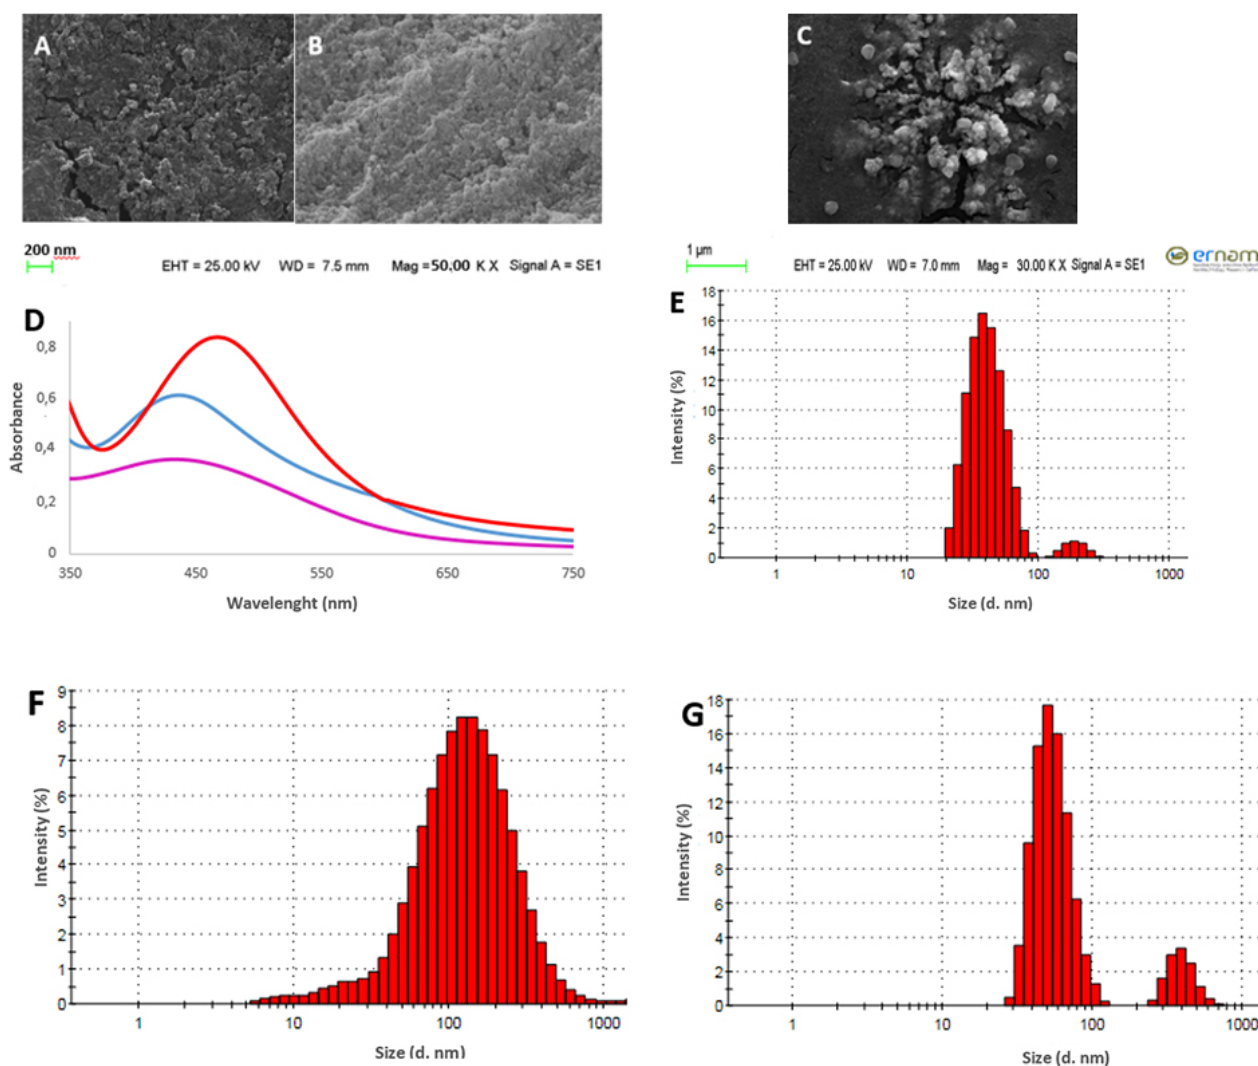 A
B
C
200 nm
EHT = 25.00 kV WD = 7.5 mm Mag =50.00 K X Signal A = SE1
1 µm
EHT = 25.00 kV WD = 7.0 mm Mag = 30.00 K X Signal A = SE1
ernam
D
0,8
0,6
0,4
0,2
0
Absorbance
350 450 550 650 750
Wavelenght (nm)
E
18
16
14
12
10
8
6
4
2
0
Intensity (%)
1 10 100 1000
Size (d. nm)
F
9
8
7
6
5
4
3
2
1
0
Intensity (%)
1 10 100 1000
Size (d. nm)
G
18
16
14
12
10
8
6
4
2
0
Intensity (%)
1 10 100 1000
Size (d. nm)